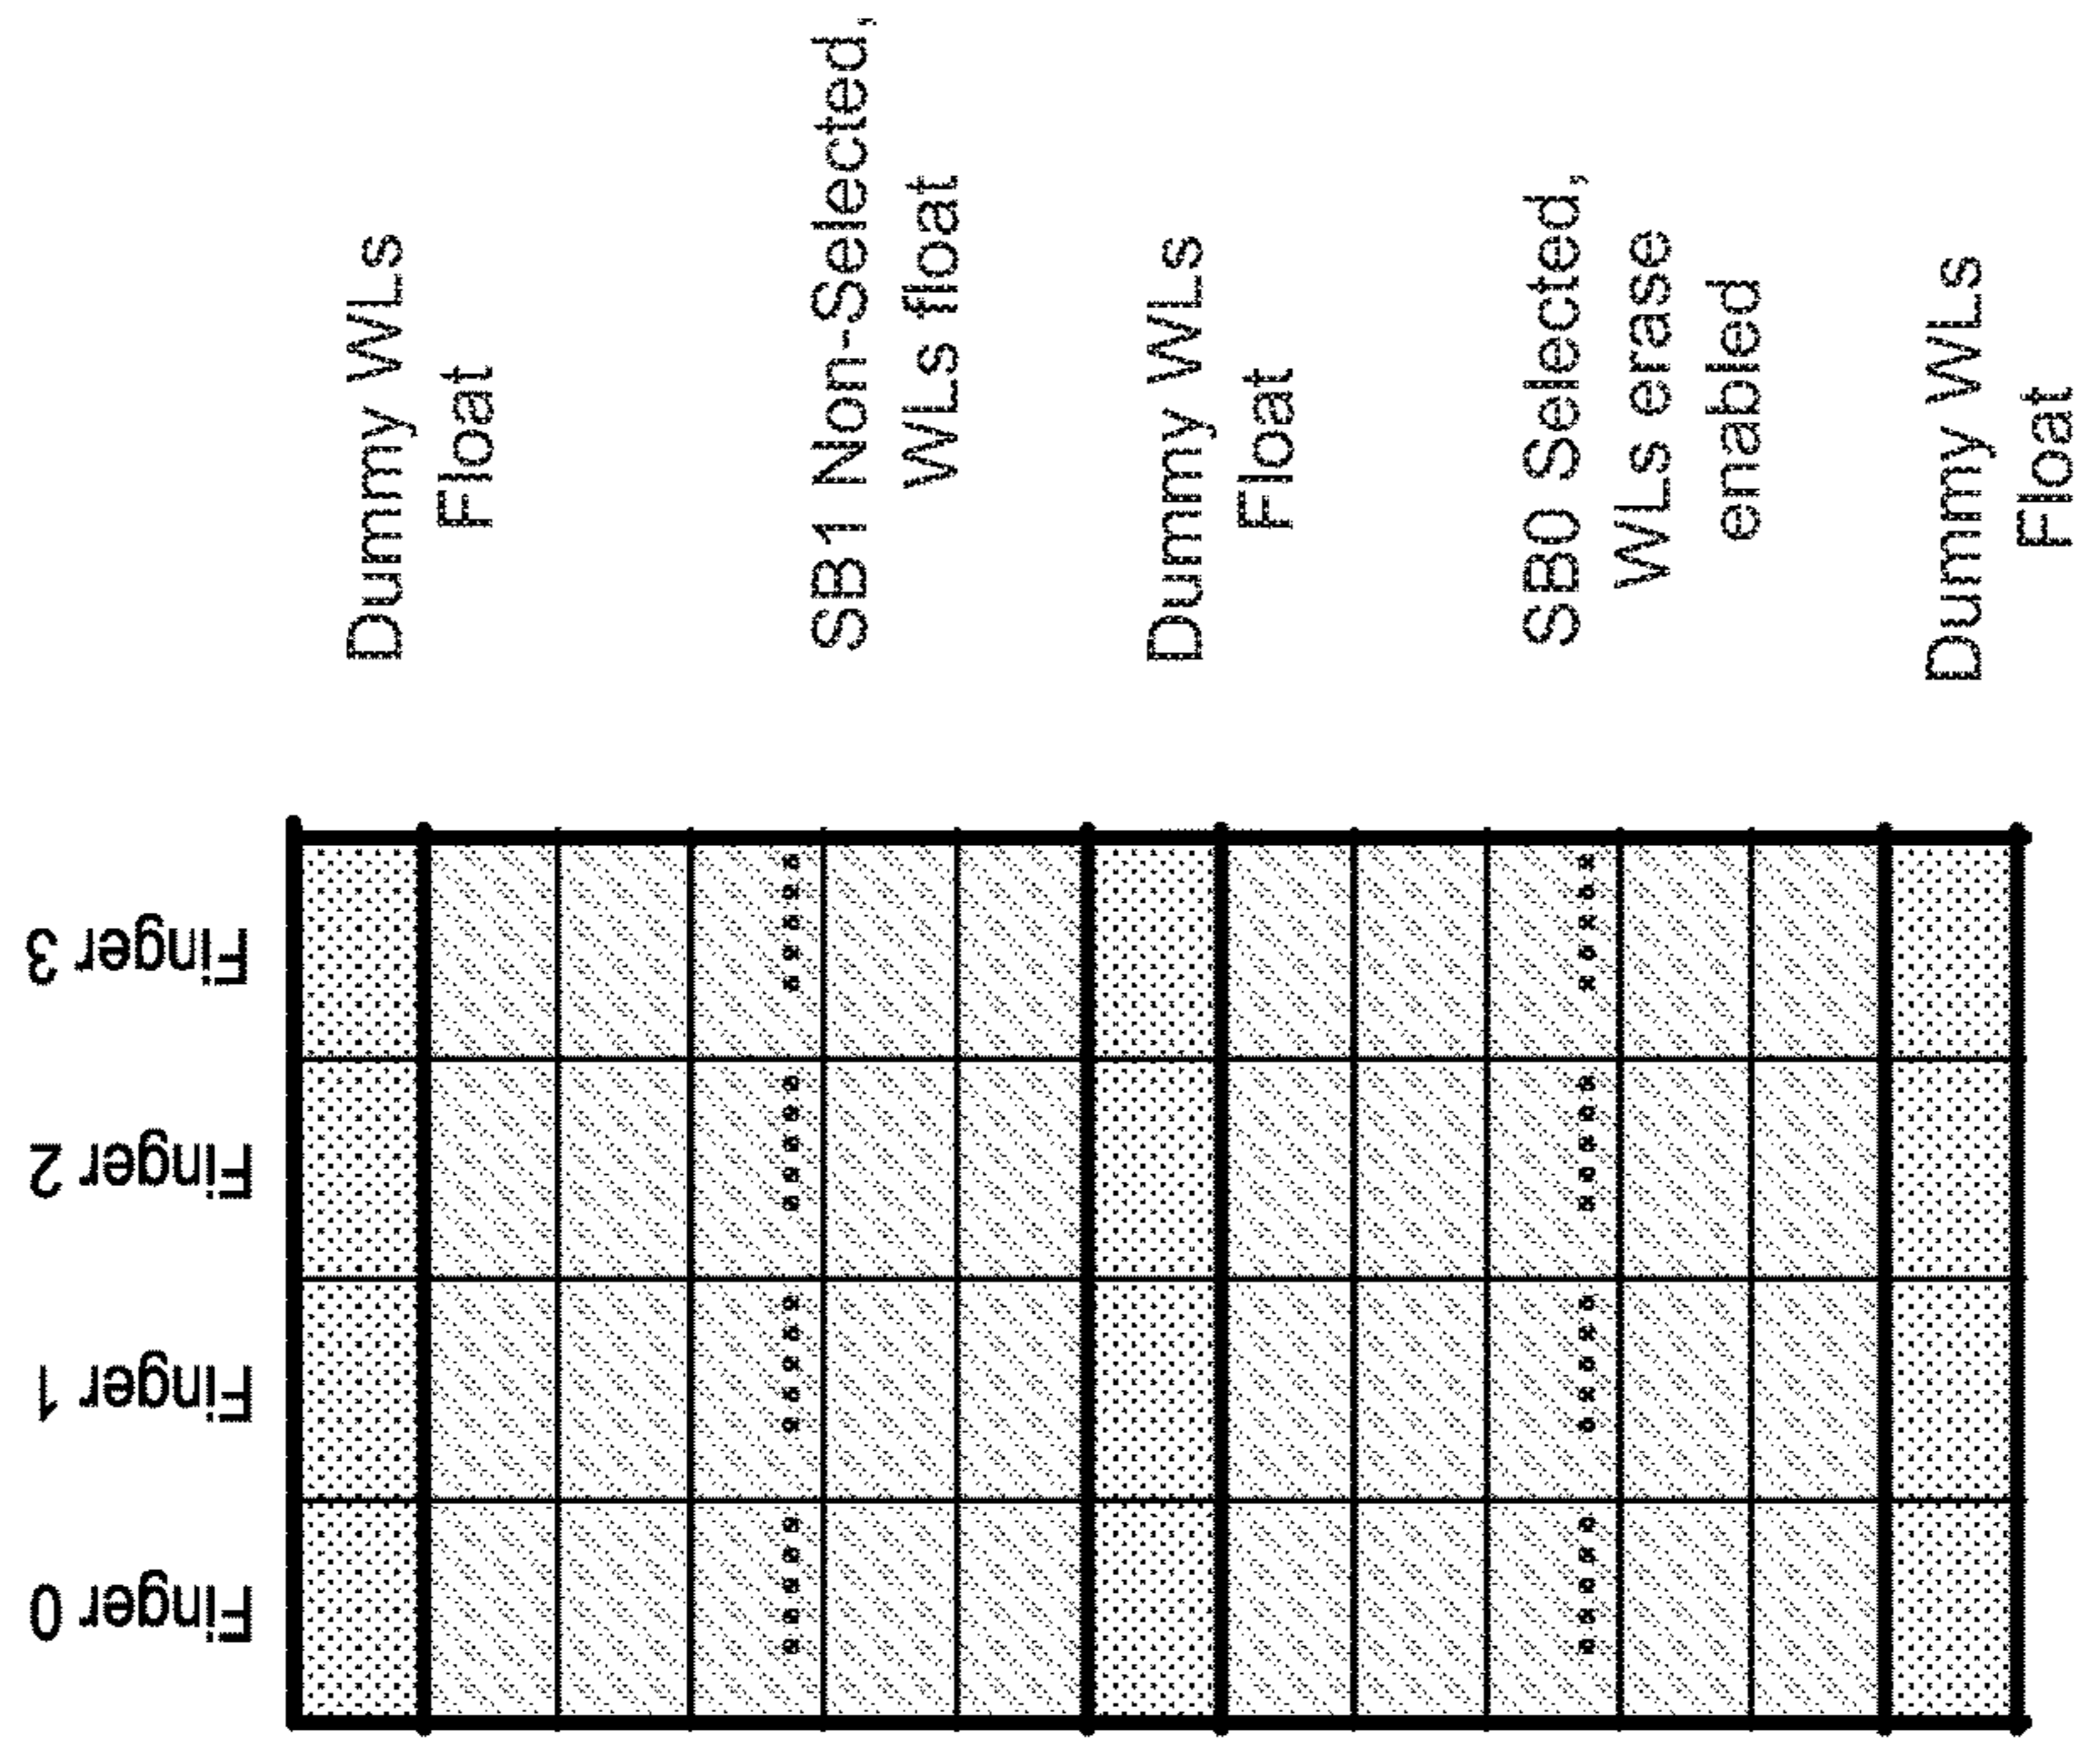 Dummy WLs
Float
SB1 Non-Selected,
WLs float
Dummy WLs
Float
SB0 Selected,
WLs erase
enabled
Dummy WLs
Float
Finger 3
Finger 2
Finger 1
Finger 0